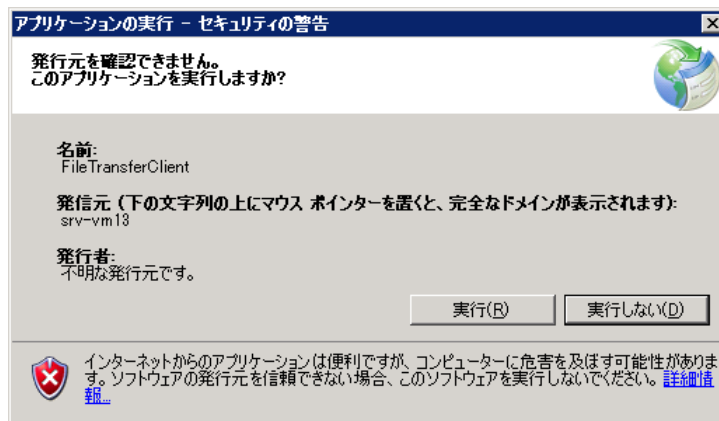 アプリケーションの実行 - セキュリティの警告
発行元を確認できません。
このアプリケーションを実行しますか?
名前:
FileTransferClient
発信元 (下の文字列の上にマウス ポインターを置くと、完全なドメインが表示されます):
srv-vm13
発行者:
不明な発行元です。
実行(R) 実行しない(D)
インターネットからのアプリケーションは便利ですが、コンピューターに危害を及ぼす可能性がありま
す。ソフトウェアの発行元を信頼できない場合、このソフトウェアを実行しないでください。詳細情
報...